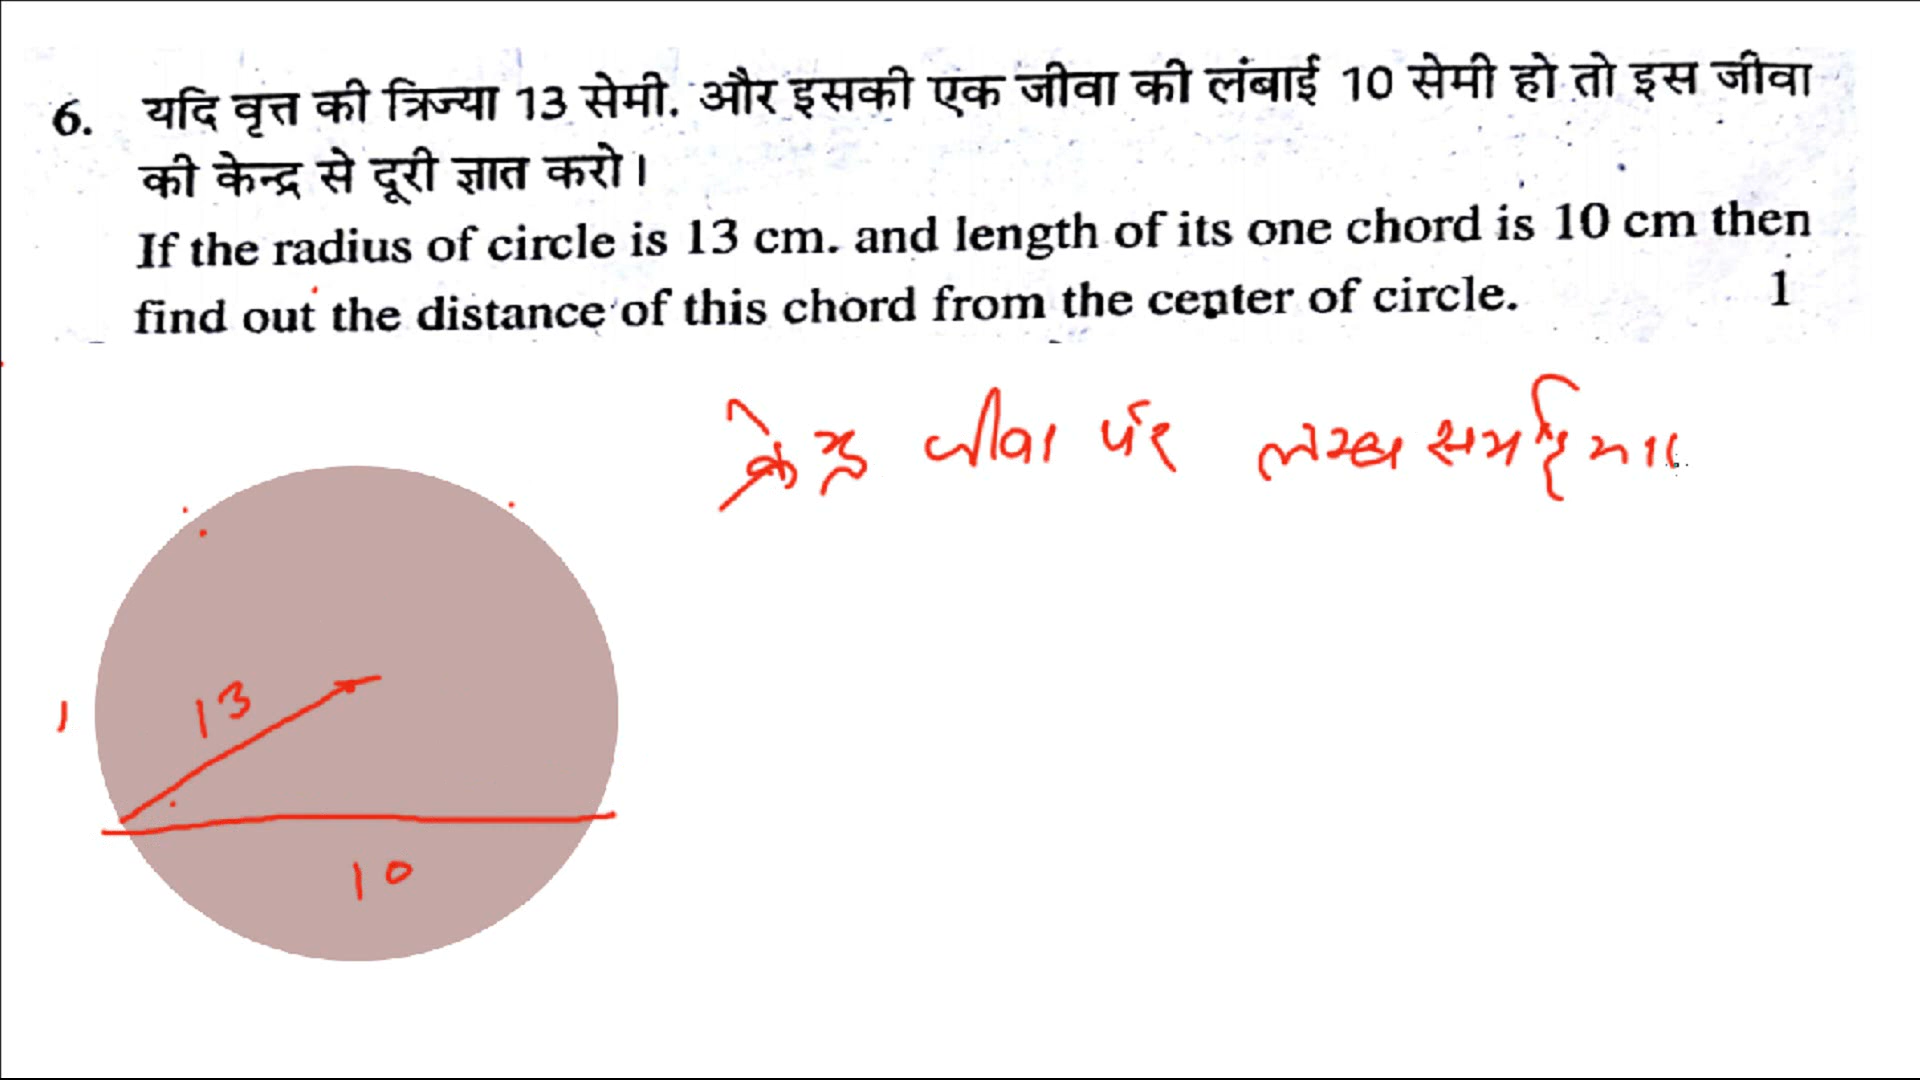 6. यदि वृत्त की त्रिज्या 13 सेमी. और इसकी एक जीवा की लंबाई 10 सेमी हो तो इस जीवा
की केन्द्र से दूरी ज्ञात करो।
If the radius of circle is 13 cm. and length of its one chord is 10 cm then
find out the distance of this chord from the center of circle. 1
जीवा पर लम्ब
13
10